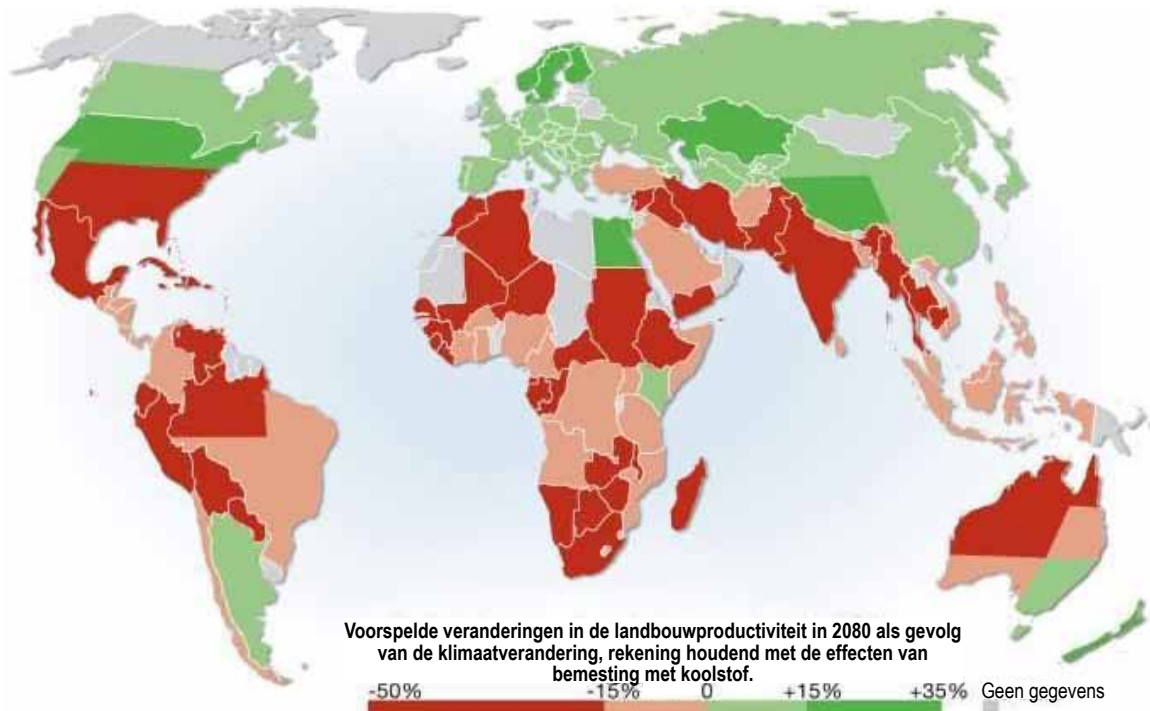 Voorspelde veranderingen in de landbouwproductiviteit in 2080 als gevolg
van de klimaatverandering, rekening houdend met de effecten van
bemesting met koolstof.
-50% -15% 0 +15% +35% Geen gegevens